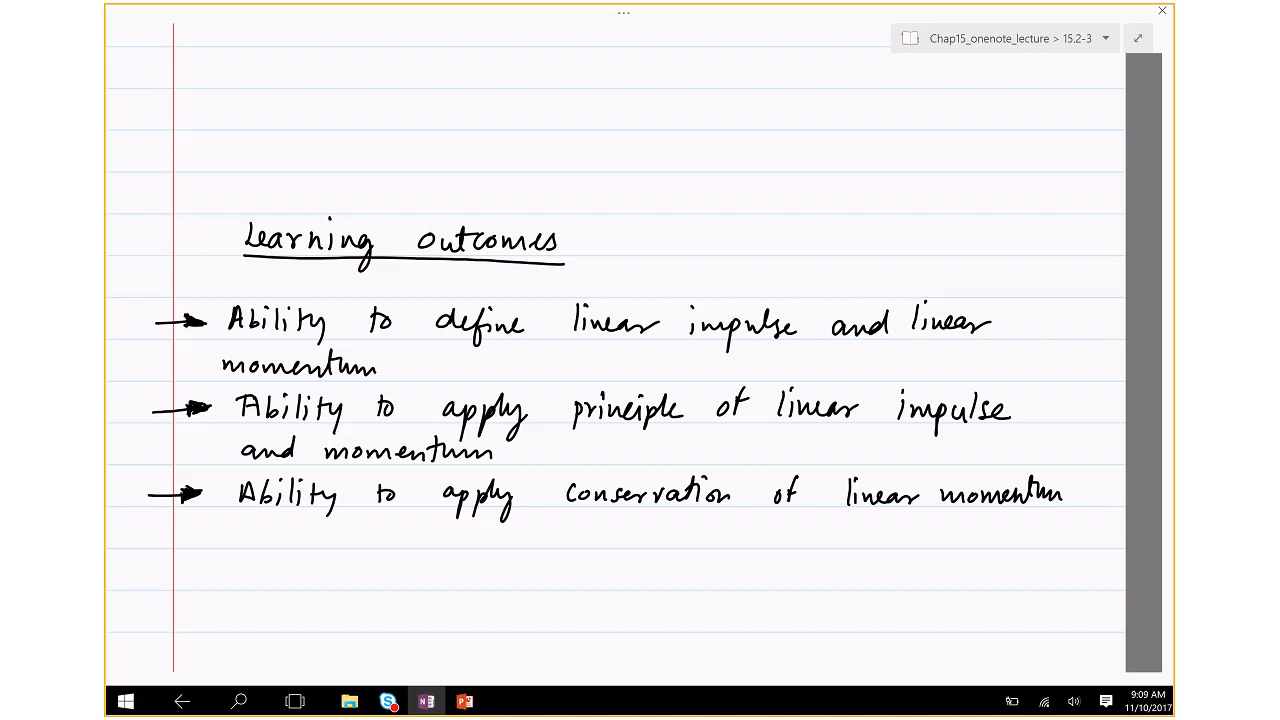 ...
Chap15_onenote_lecture > 15.2-3
Learning outcomes
Ability to define linear impulse and linear
momentum
Ability to apply principle of linear impulse
and momentum
Ability to apply conservation of linear momentum
9:09 AM
11/10/2017